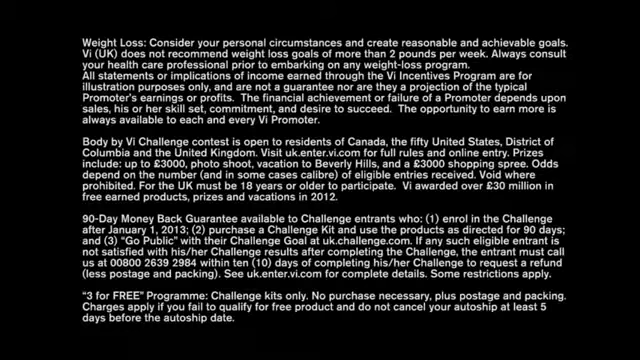 Weight Loss: Consider your personal circumstances and create reasonable and achievable goals.
Vi (UK) does not recommend weight loss goals of more than 2 pounds per week. Always consult
your health care professional prior to embarking on any weight-loss program.
All statements or implications of income earned through the Vi Incentives Program are for
illustration purposes only, and are not a guarantee nor are they a projection of the typical
Promoter's earnings or profits. The financial achievement or failure of a Promoter depends upon
sales, his or her skill set, commitment, and desire to succeed. The opportunity to earn more is
always available to each and every Vi Promoter.
Body by Vi Challenge contest is open to residents of Canada, the fifty United States, District of
Columbia and the United Kingdom. Visit uk.enter.vi.com for full rules and online entry. Prizes
include: up to £3000, photo shoot, vacation to Beverly Hills, and a £3000 shopping spree. Odds
depend on the number (and in some cases calibre) of eligible entries received. Void where
prohibited. For the UK must be 18 years or older to participate. Vi awarded over £30 million in
free earned products, prizes and vacations in 2012.
90-Day Money Back Guarantee available to Challenge entrants who: (1) enrol in the Challenge
after January 1, 2013; (2) purchase a Challenge Kit and use the products as directed for 90 days;
and (3) "Go Public" with their Challenge Goal at uk.challenge.com. If any such eligible entrant is
not satisfied with his/her Challenge results after completing the Challenge, the entrant must call
us at 00800 2639 2984 within ten (10) days of completing his/her Challenge to request a refund
(less postage and packing). See uk.enter.vi.com for complete details. Some restrictions apply.
"3 for FREE" Programme: Challenge kits only. No purchase necessary, plus postage and packing.
Charges apply if you fail to qualify for free product and do not cancel your autoship at least 5
days before the autoship date.